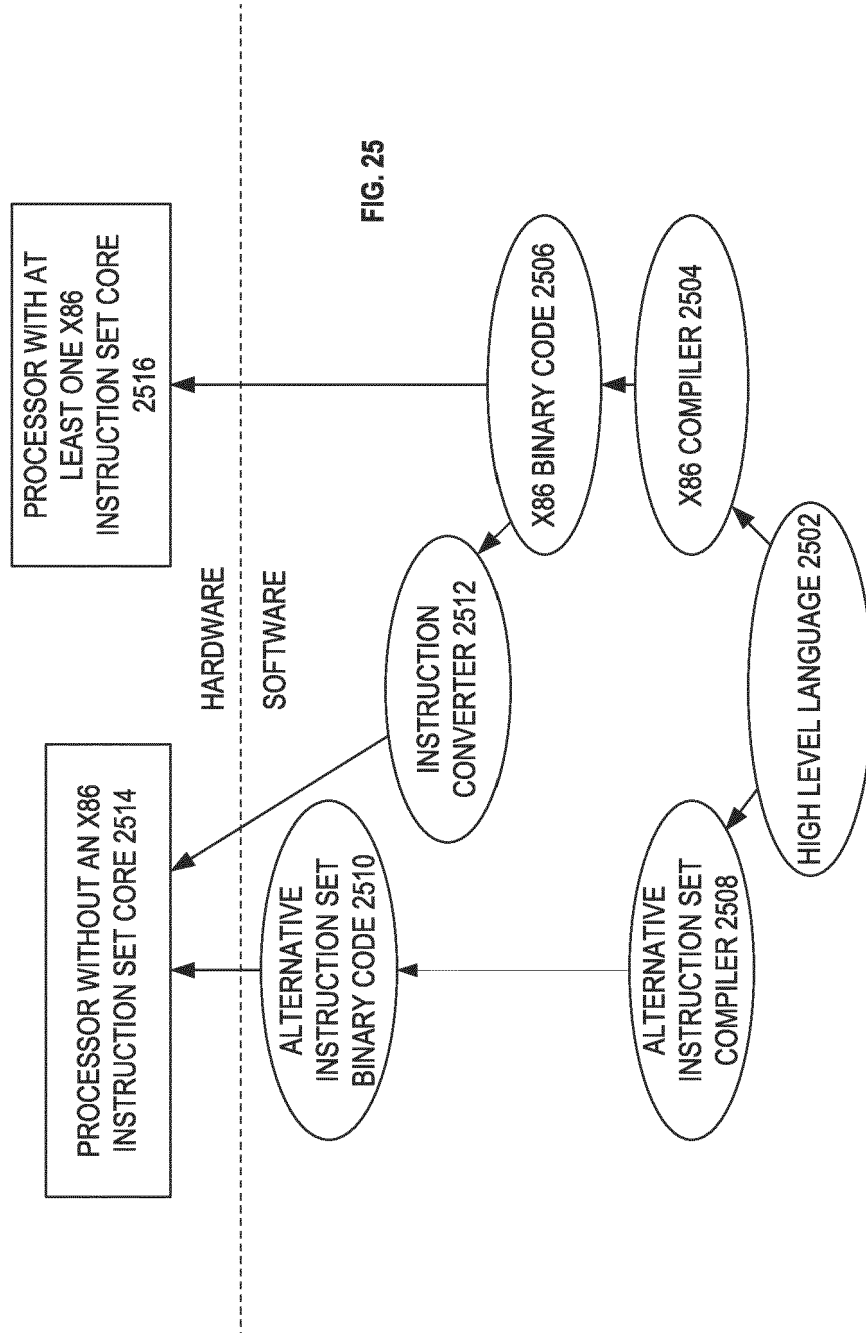 PROCESSOR WITHOUT AN X86
INSTRUCTION SET CORE 2514
PROCESSOR WITH AT
LEAST ONE X86
INSTRUCTION SET CORE
2516
HARDWARE
SOFTWARE
ALTERNATIVE
INSTRUCTION SET
BINARY CODE 2510
INSTRUCTION
CONVERTER 2512
FIG. 25
X86 BINARY CODE 2506
ALTERNATIVE
INSTRUCTION SET
COMPILER 2508
X86 COMPILER 2504
HIGH LEVEL LANGUAGE 2502